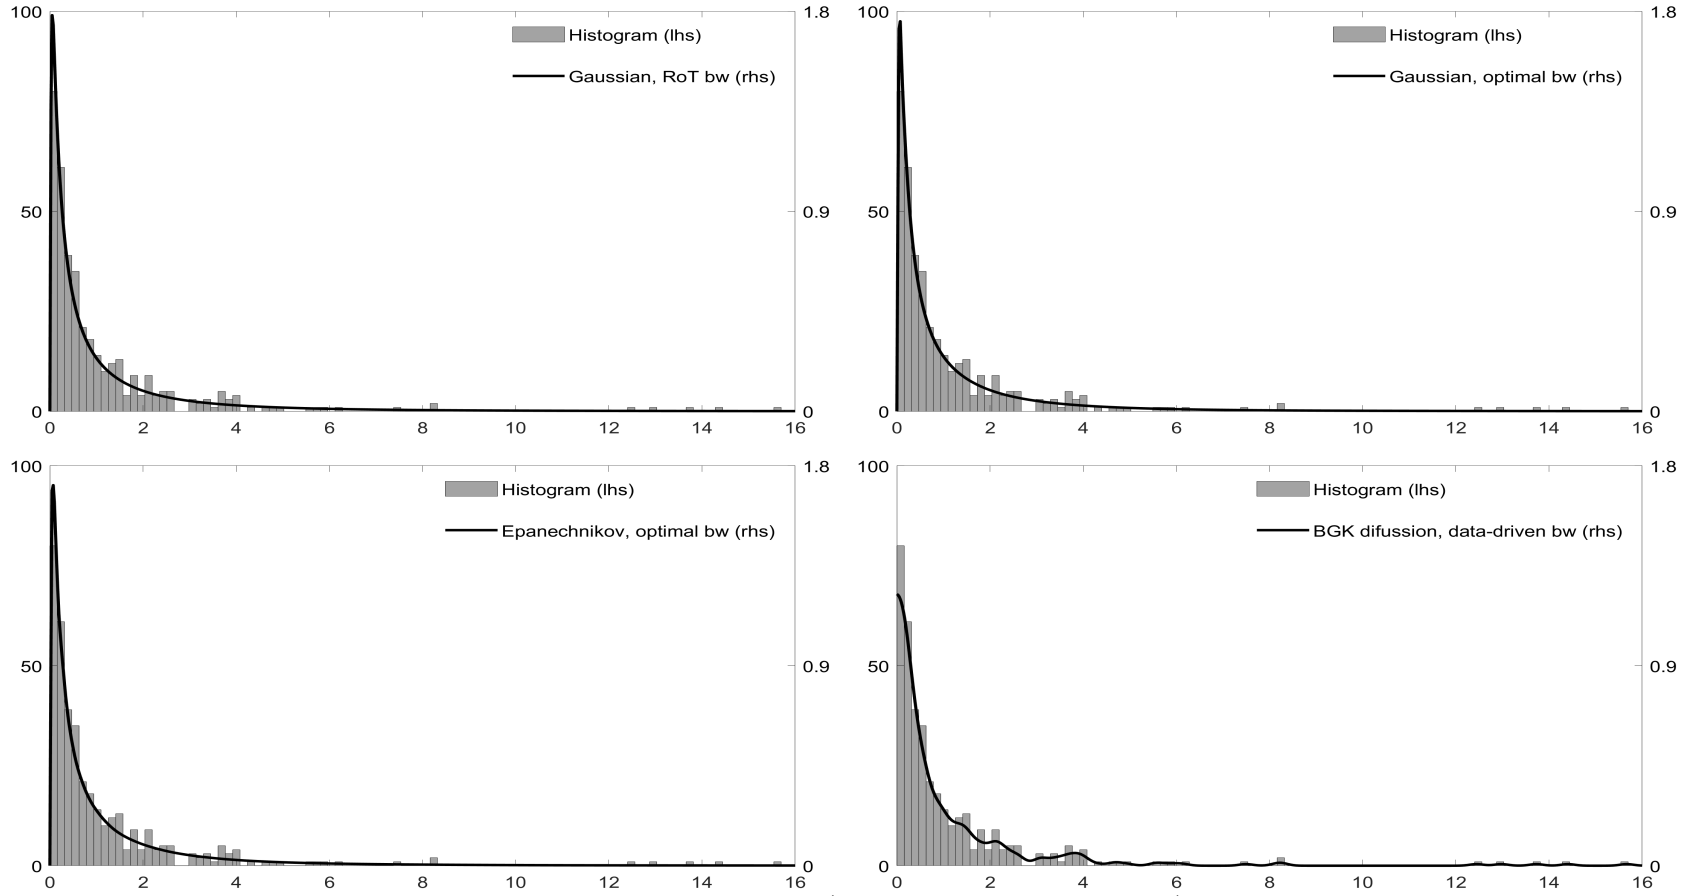 100
1.8
Histogram (lhs)
Gaussian, RoT bw (rhs)
50
0.9
0
0
0 2 4 6 8 10 12 14 16
100
1.8
Histogram (lhs)
Gaussian, optimal bw (rhs)
50
0.9
0
0
0 2 4 6 8 10 12 14 16
100
1.8
Histogram (lhs)
Epanechnikov, optimal bw (rhs)
50
0.9
0
0
0 2 4 6 8 10 12 14 16
100
1.8
Histogram (lhs)
BGK difussion, data-driven bw (rhs)
50
0.9
0
0
0 2 4 6 8 10 12 14 16